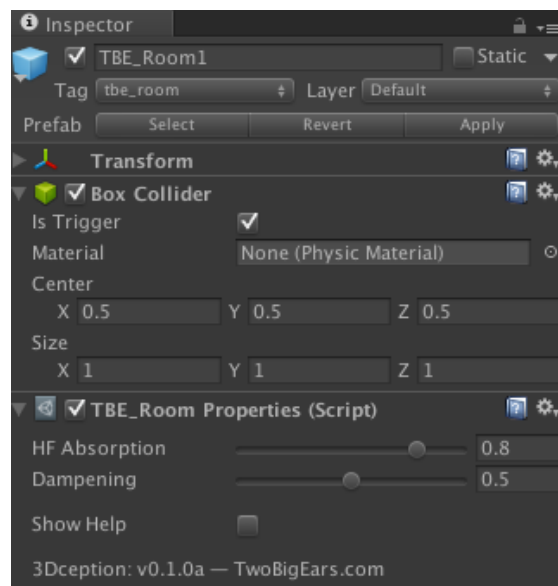 Inspector
TBE_Room1 Static
Tag tbe_room Layer Default
Prefab Select Revert Apply
Transform
Box Collider
Is Trigger
Material None (Physic Material)
Center
X 0.5 Y 0.5 Z 0.5
Size
X 1 Y 1 Z 1
TBE_Room Properties (Script)
HF Absorption 0.8
Dampening 0.5
Show Help
3Dception: v0.1.0a — TwoBigEars.com